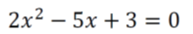 2x² − 5x + 3 = 0